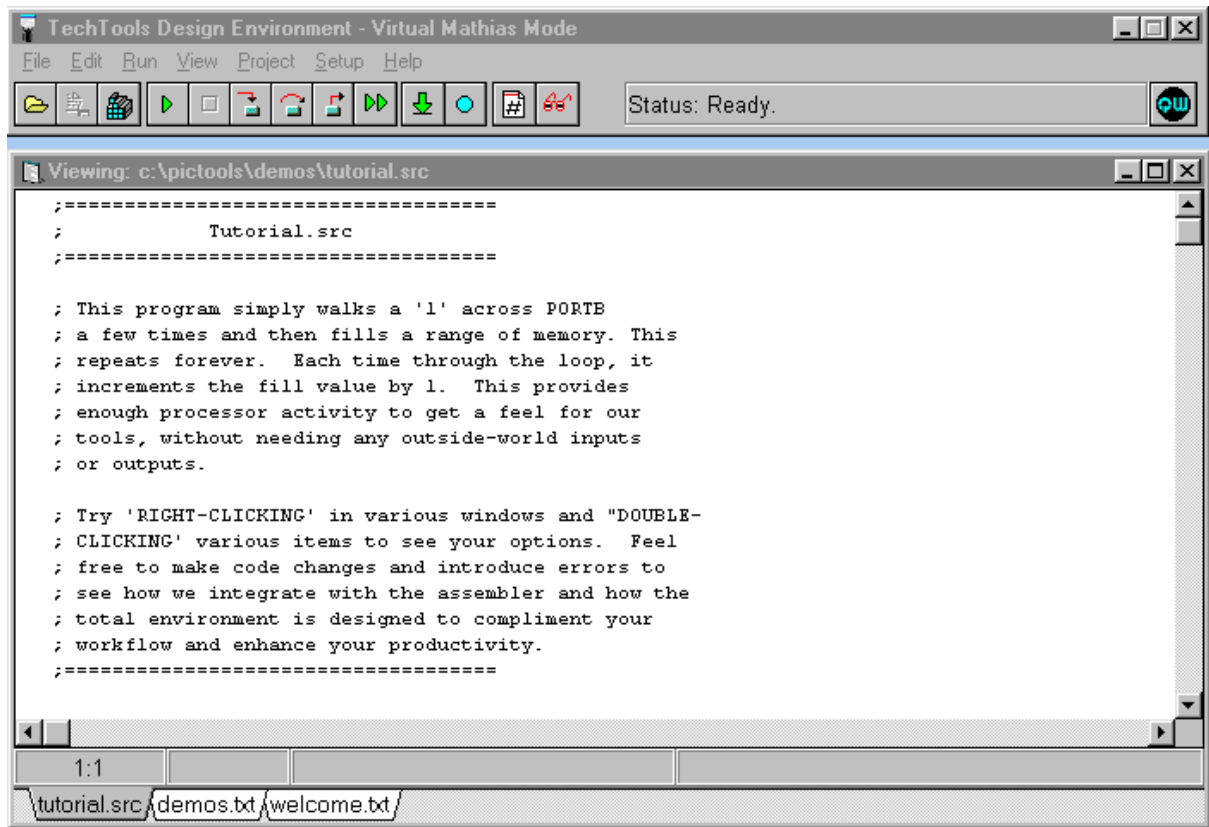 TechTools Design Environment - Virtual Mathias Mode
File Edit Run View Project Setup Help
Status: Ready.
Viewing: c:\pictools\demos\tutorial.src
;====================================
; Tutorial.src
;====================================
; This program simply walks a '1' across PORTB
; a few times and then fills a range of memory. This
; repeats forever. Each time through the loop, it
; increments the fill value by 1. This provides
; enough processor activity to get a feel for our
; tools, without needing any outside-world inputs
; or outputs.
; Try 'RIGHT-CLICKING' in various windows and "DOUBLE-
; CLICKING' various items to see your options. Feel
; free to make code changes and introduce errors to
; see how we integrate with the assembler and how the
; total environment is designed to compliment your
; workflow and enhance your productivity.
;====================================
1:1
tutorial.src demos.txt welcome.txt